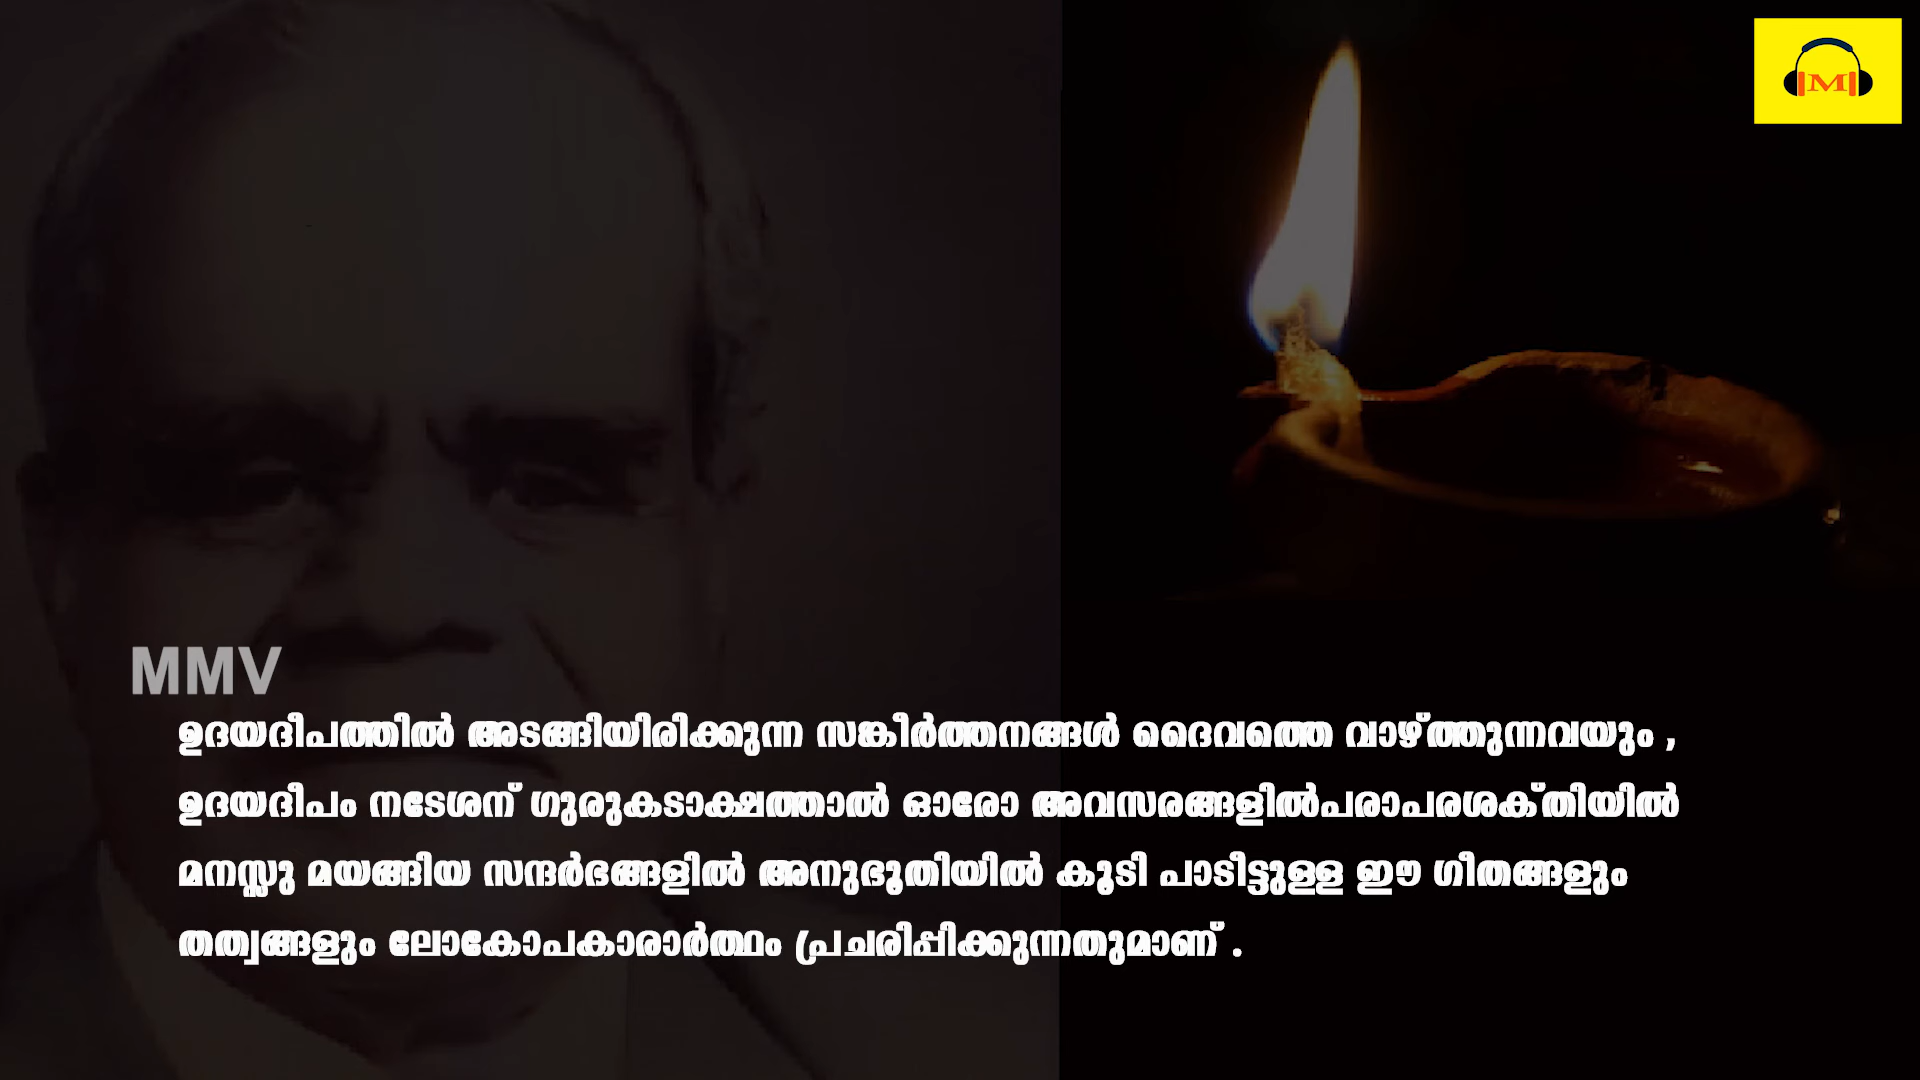 M
MMV
ഉദയദീപത്തിൽ അടങ്ങിയിരിക്കുന്ന സങ്കീർത്തനങ്ങൾ ദൈവത്തെ വാഴ്ത്തുന്നവയും ,
ഉദയദീപം നടേശന് ഗുരുകടാക്ഷത്താൽ ഓരോ അവസരങ്ങളിൽപരാപരശക്തിയിൽ
മനസ്സു മയങ്ങിയ സന്ദർഭങ്ങളിൽ അനുഭൂതിയിൽ കൂടി പാടിട്ടുള്ള ഈ ഗീതങ്ങളും
തത്വങ്ങളും ലോകോപകാരാർത്ഥം പ്രചരിപ്പിക്കുന്നതുമാണ് .